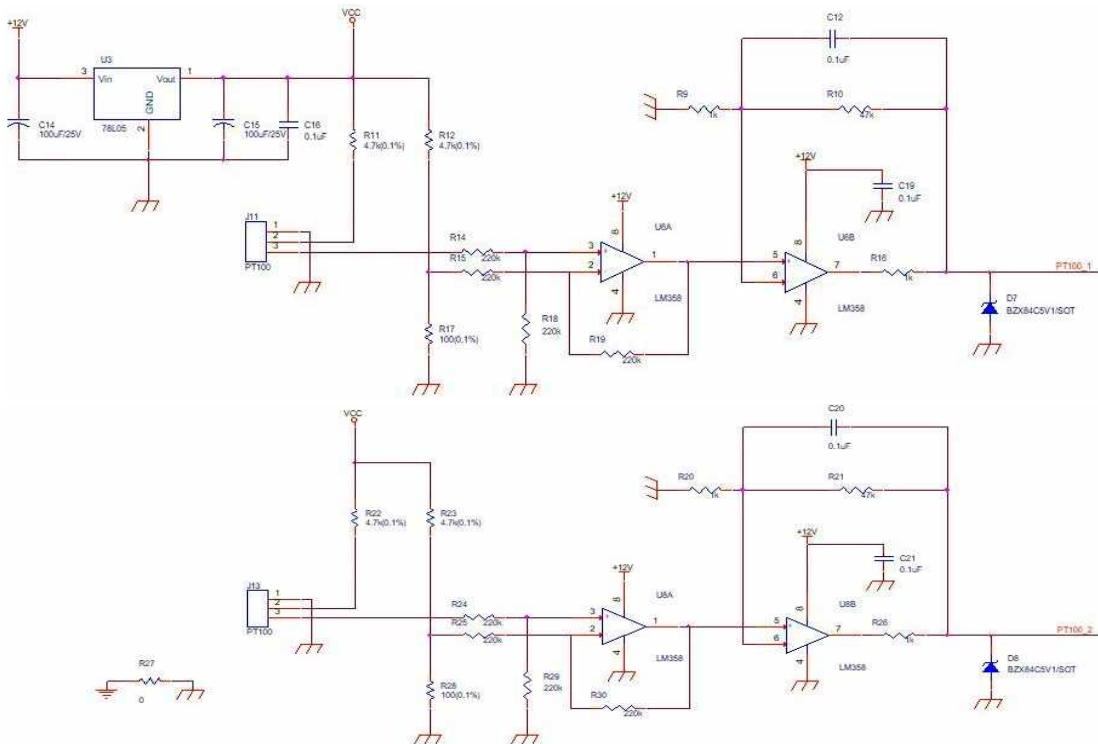 +12V
VCC
U3
3
Vin
Vout
1
GND
2
78L05
C14
100uF/25V
C15
100uF/25V
C16
0.1uF
R11
4.7k(0.1%)
R12
4.7k(0.1%)
C12
0.1uF
R9
1k
R10
47k
+12V
C19
0.1uF
J11
1
2
3
PT100
R14
220k
R15
220k
+12V
8
3
2
1
4
U6A
LM358
R17
100(0.1%)
R18
220k
R19
220k
U6B
8
5
6
7
4
LM358
R16
1k
PT100_1
D7
BZX84C5V1/SOT
VCC
R22
4.7k(0.1%)
R23
4.7k(0.1%)
C20
0.1uF
R20
1k
R21
47k
+12V
C21
0.1uF
J13
1
2
3
PT100
R24
220k
R25
220k
+12V
8
3
2
1
4
U8A
LM358
R28
100(0.1%)
R29
220k
R30
220k
U8B
8
5
6
7
4
LM358
R26
1k
PT100_2
D8
BZX84C5V1/SOT
R27
0